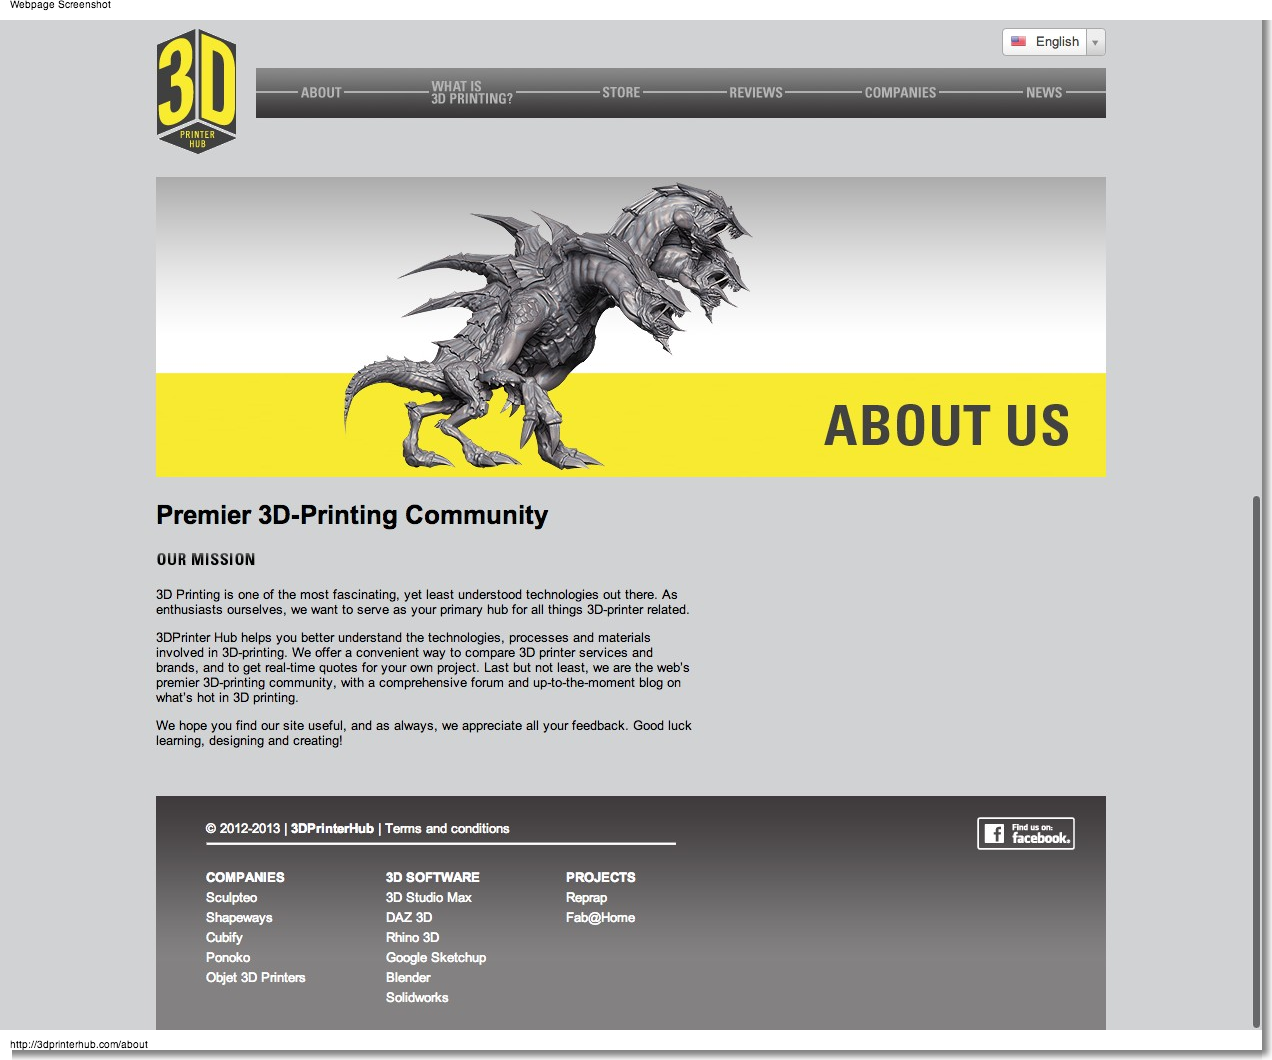 Webpage Screenshot
3D
PRINTER
HUB
English
ABOUT
WHAT IS
3D PRINTING?
STORE
REVIEWS
COMPANIES
NEWS
ABOUT US
Premier 3D-Printing Community
OUR MISSION
3D Printing is one of the most fascinating, yet least understood technologies out there. As
enthusiasts ourselves, we want to serve as your primary hub for all things 3D-printer related.
3DPrinter Hub helps you better understand the technologies, processes and materials
involved in 3D-printing. We offer a convenient way to compare 3D printer services and
brands, and to get real-time quotes for your own project. Last but not least, we are the web's
premier 3D-printing community, with a comprehensive forum and up-to-the-moment blog on
what's hot in 3D printing.
We hope you find our site useful, and as always, we appreciate all your feedback. Good luck
learning, designing and creating!
© 2012-2013 | 3DPrinterHub | Terms and conditions
Find us on:
facebook.
COMPANIES
Sculpteo
Shapeways
Cubify
Ponoko
Objet 3D Printers
3D SOFTWARE
3D Studio Max
DAZ 3D
Rhino 3D
Google Sketchup
Blender
Solidworks
PROJECTS
Reprap
Fab@Home
http://3dprinterhub.com/about